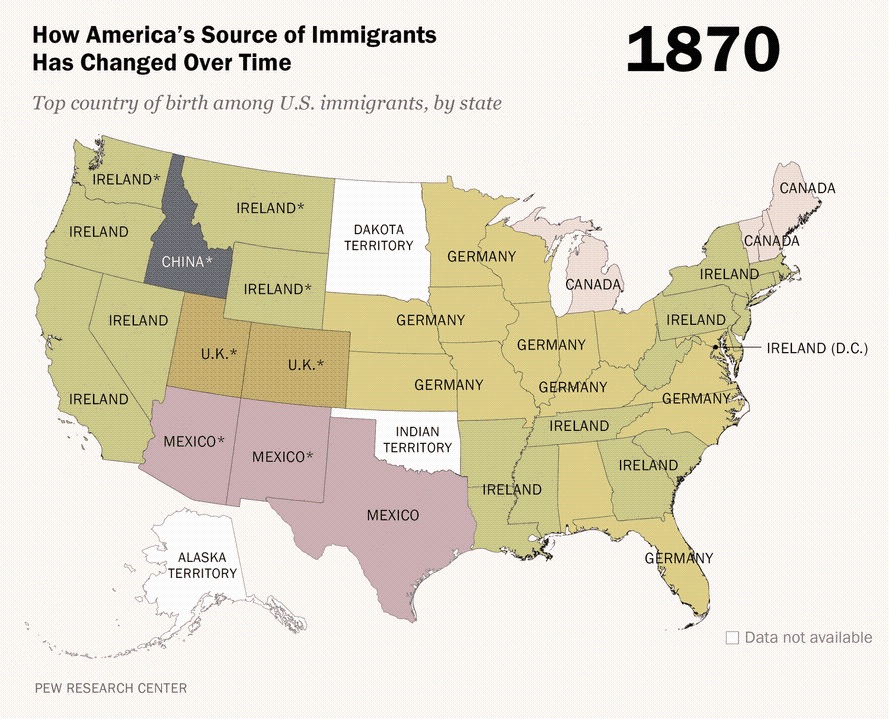 How America's Source of Immigrants
Has Changed Over Time
1870
Top country of birth among U.S. immigrants, by state
IRELAND*
IRELAND*
IRELAND
DAKOTA
TERRITORY
CHINA*
IRELAND*
GERMANY
CANADA
CANADA
CANADA
IRELAND
IRELAND
U.K.*
U.K.*
GERMANY
GERMANY
GERMANY
GERMANY
IRELAND
IRELAND
IRELAND (D.C.)
IRELAND
GERMANY
MEXICO*
MEXICO*
INDIAN
TERRITORY
IRELAND
IRELAND
IRELAND
MEXICO
ALASKA
TERRITORY
GERMANY
Data not available
PEW RESEARCH CENTER